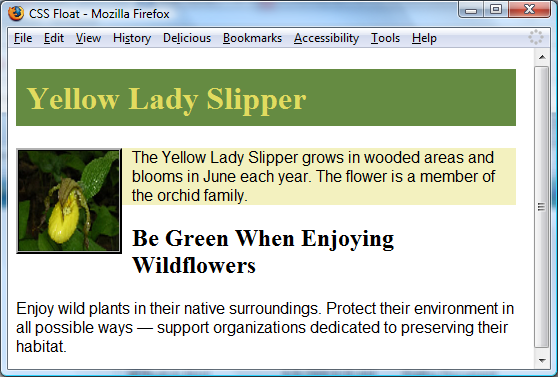 CSS Float - Mozilla Firefox
File Edit View History Delicious Bookmarks Accessibility Tools Help
Yellow Lady Slipper
The Yellow Lady Slipper grows in wooded areas and
blooms in June each year. The flower is a member of
the orchid family.
Be Green When Enjoying
Wildflowers
Enjoy wild plants in their native surroundings. Protect their environment in
all possible ways — support organizations dedicated to preserving their
habitat.